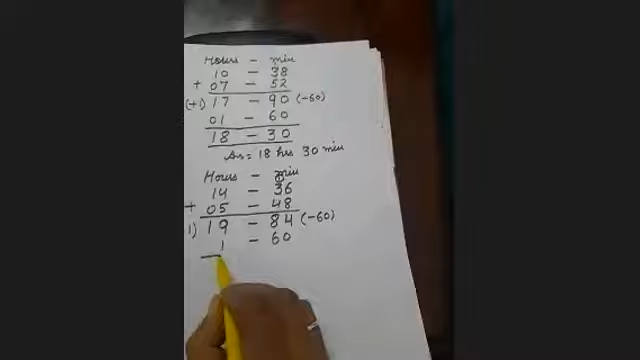 Hours - min
10 - 38
+ 07 - 52
(+1) 17 - 90 (-60)
01 - 60
18 - 30
Ans = 18 hrs 30 min
Hours - min
14 - 36
+ 05 - 48
1) 19 - 84 (-60)
1 - 60